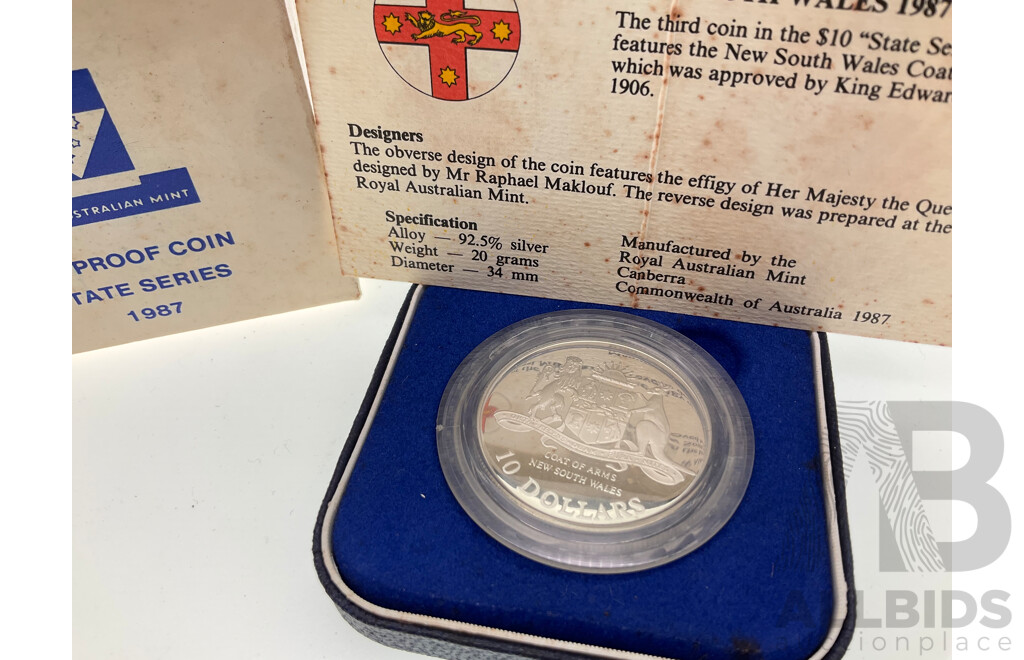 WALES 1987
The third coin in the $10 "State Se
features the New South Wales Coat
which was approved by King Edwar
1906.
Designers
The obverse design of the coin features the effigy of Her Majesty the Que
designed by Mr Raphael Maklouf. The reverse design was prepared at the
Royal Australian Mint.
Specification
Alloy — 92.5% silver
Weight — 20 grams
Diameter — 34 mm
Manufactured by the
Royal Australian Mint
Canberra
Commonwealth of Australia 1987
STRALIAN MINT
PROOF COIN
TATE SERIES
1987
COAT OF ARMS
NEW SOUTH WALES
10 DOLLARS
B
ALLBIDS
auctionplace